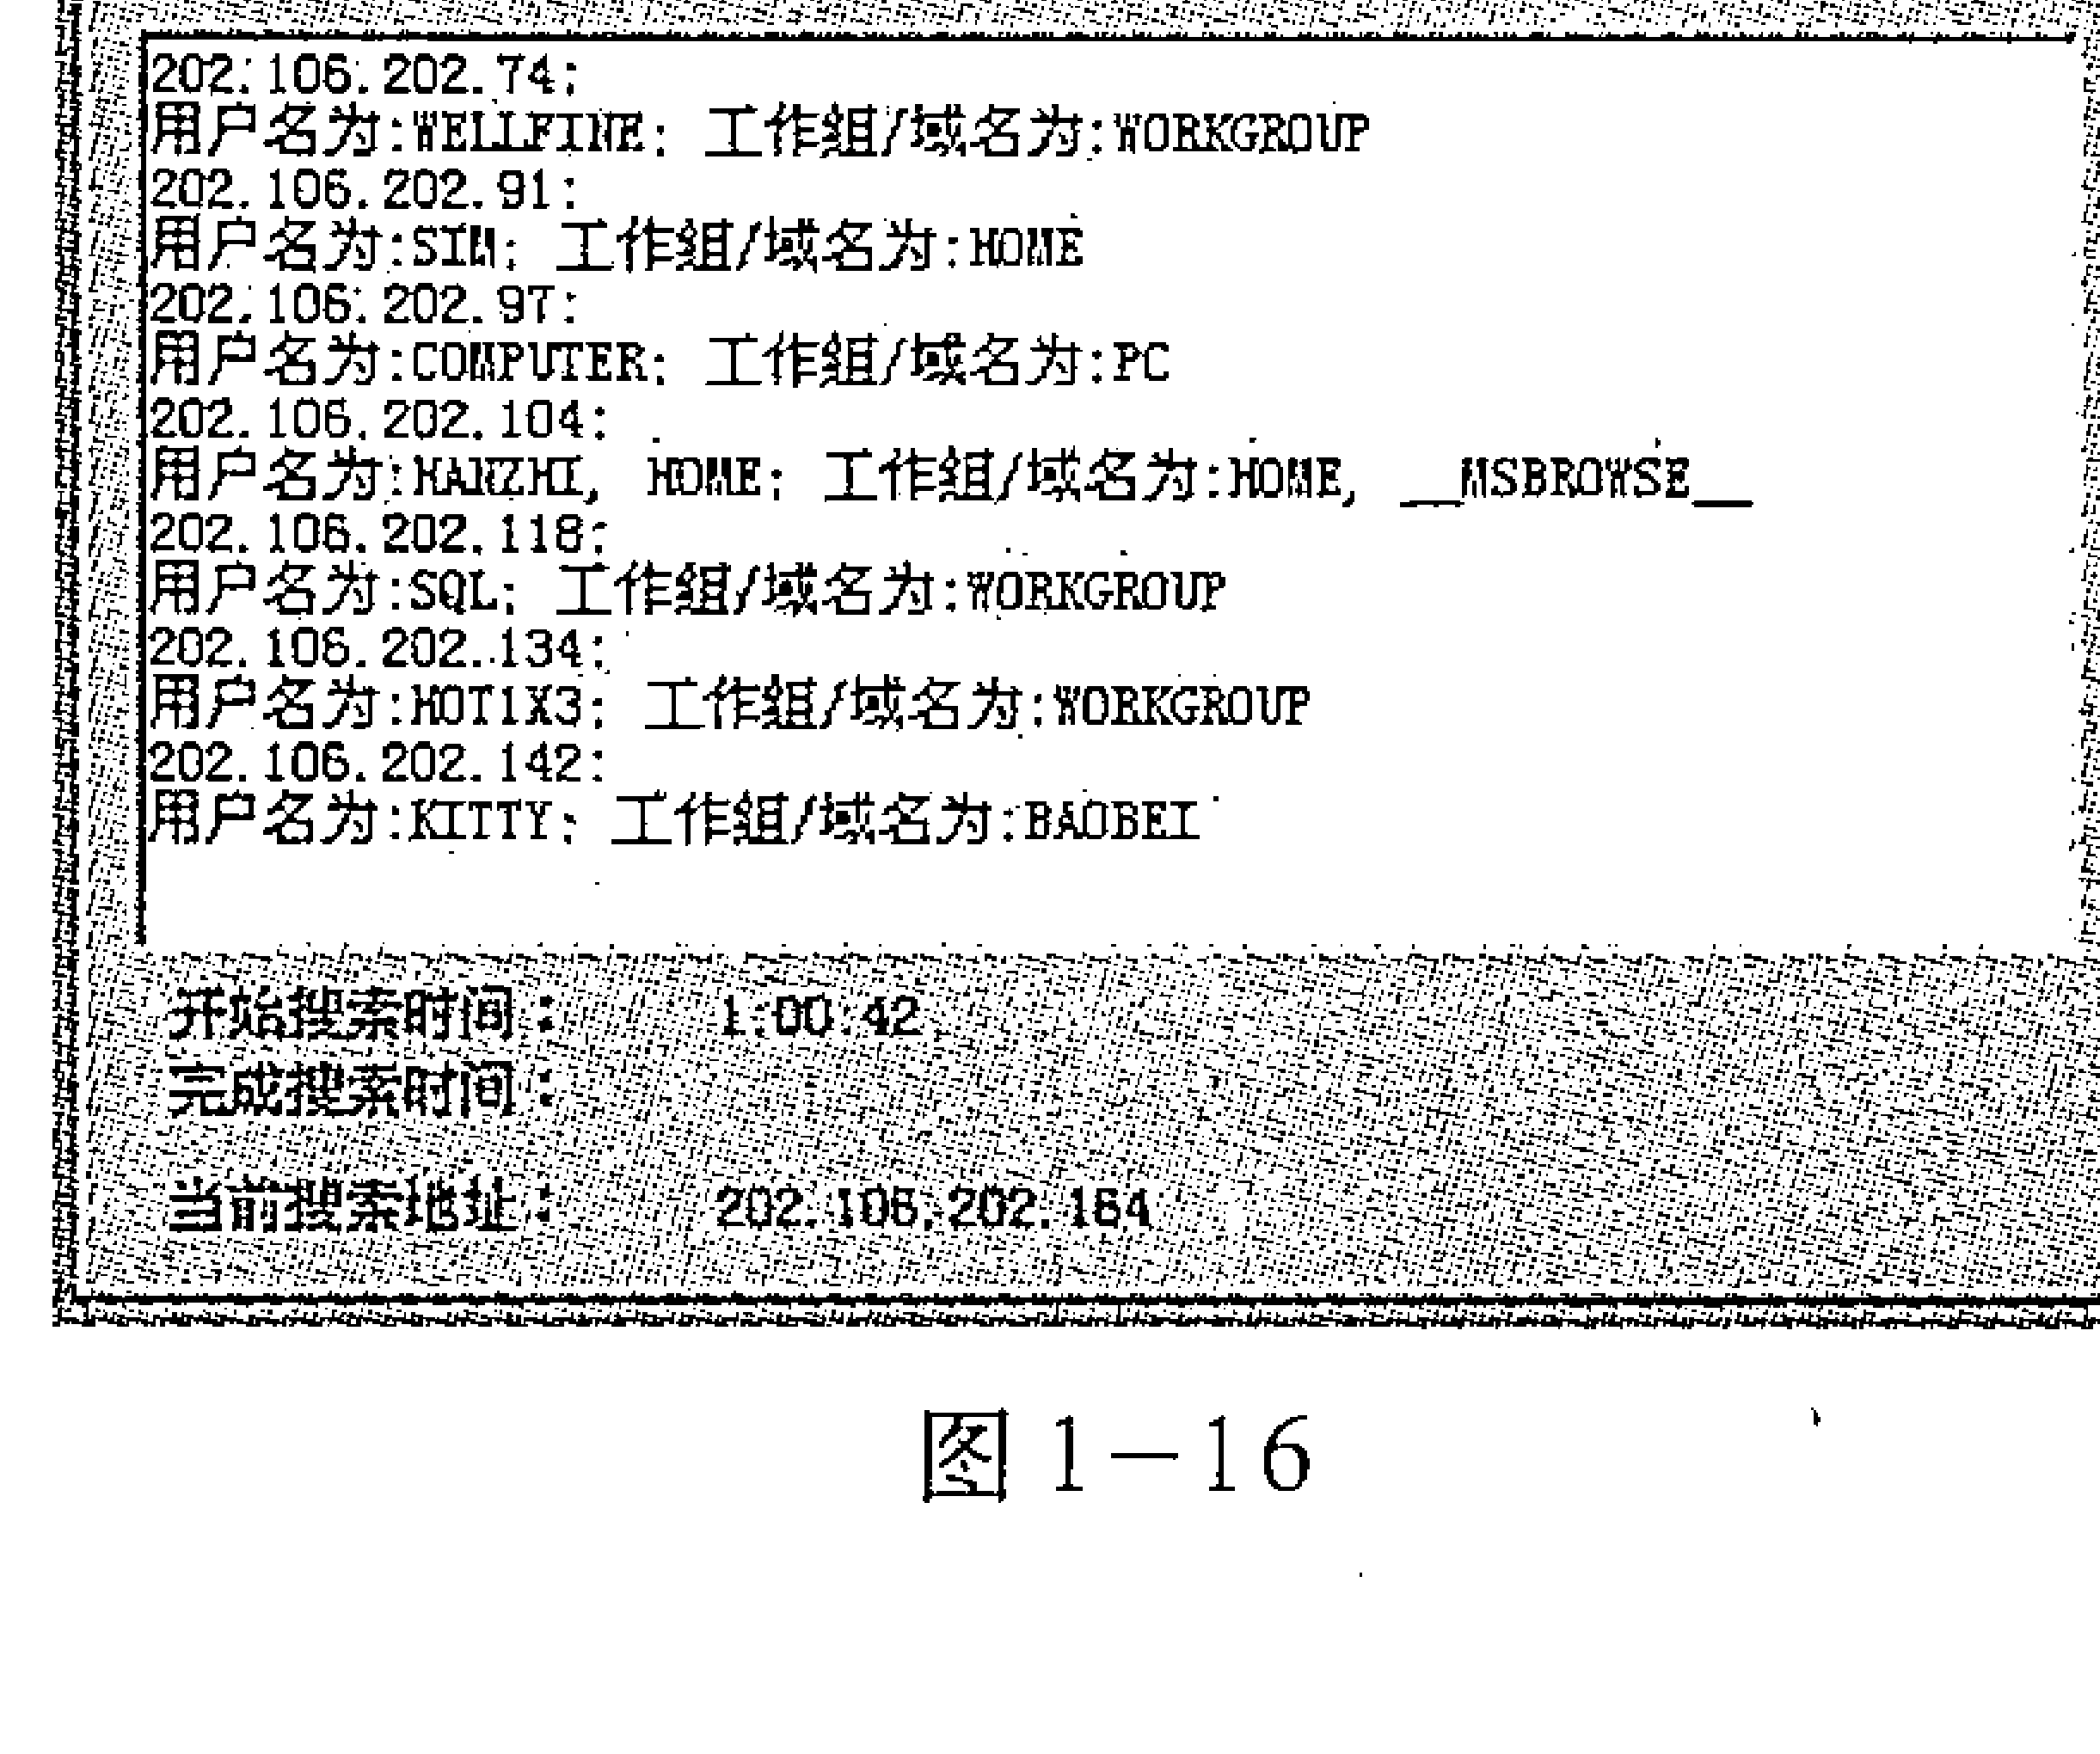 202.106.202.74:
用户名为:WELLFINE; 工作组/域名为:WORKGROUP
202.106.202.91:
用户名为:SIM; 工作组/域名为:HOME
202.106.202.97:
用户名为:COMPUTER; 工作组/域名为:PC
202.106.202.104:
用户名为:HANZHI, HOME; 工作组/域名为:HOME, __MSBROWSE__
202.106.202.118:
用户名为:SQL; 工作组/域名为:WORKGROUP
202.106.202.134:
用户名为:HOT1X3; 工作组/域名为:WORKGROUP
202.106.202.142:
用户名为:KITTY; 工作组/域名为:BAOBEI
开始搜索时间： 1:00:42
完成搜索时间：
当前搜索地址： 202.106.202.164
图 1-16